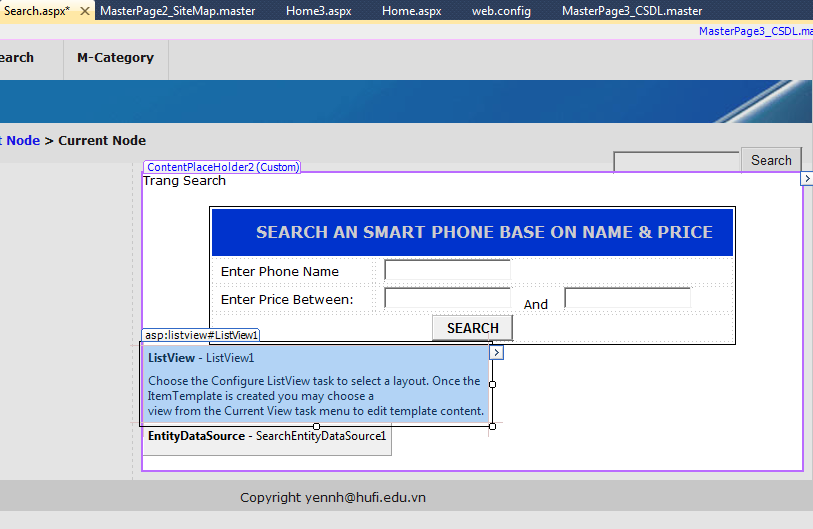 Search.aspx* MasterPage2_SiteMap.master Home3.aspx Home.aspx web.config MasterPage3_CSDL.master
MasterPage3_CSDL.ma
earch M-Category
t Node > Current Node
Search
ContentPlaceHolder2 (Custom)
Trang Search
SEARCH AN SMART PHONE BASE ON NAME & PRICE
Enter Phone Name
Enter Price Between: And
SEARCH
asp:listview#ListView1
ListView - ListView1
Choose the Configure ListView task to select a layout. Once the
ItemTemplate is created you may choose a
view from the Current View task menu to edit template content.
EntityDataSource - SearchEntityDataSource1
Copyright yennh@hufi.edu.vn